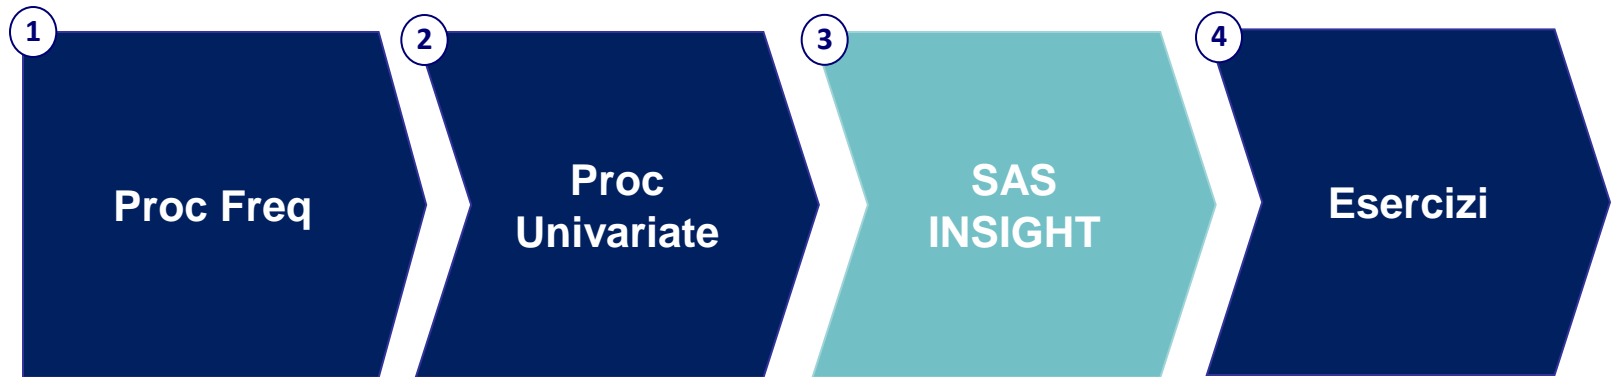 1
Proc Freq
2
Proc
Univariate
3
SAS
INSIGHT
4
Esercizi